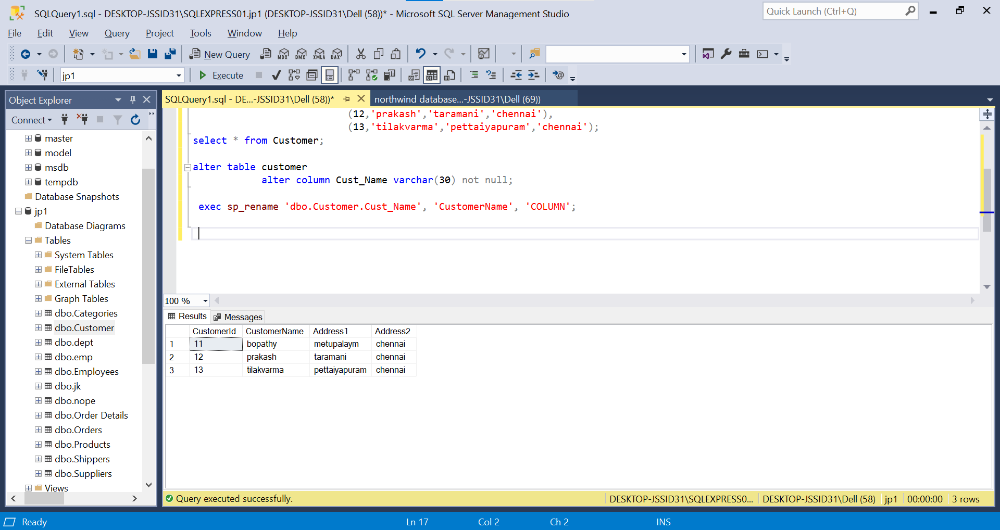 SQLQuery1.sql - DESKTOP-JSSID31\SQLEXPRESS01.jp1 (DESKTOP-JSSID31\Dell (58))* - Microsoft SQL Server Management Studio
Quick Launch (Ctrl+Q)
File Edit View Query Project Tools Window Help
New Query MDX DMX XMLA DAX
jp1 Execute
Object Explorer
Connect
master
model
msdb
tempdb
Database Snapshots
jp1
Database Diagrams
Tables
System Tables
FileTables
External Tables
Graph Tables
dbo.Categories
dbo.Customer
dbo.dept
dbo.emp
dbo.Employees
dbo.jk
dbo.nope
dbo.Order Details
dbo.Orders
dbo.Products
dbo.Shippers
dbo.Suppliers
Views
SQLQuery1.sql - DE...-JSSID31\Dell (58))* northwind database...-JSSID31\Dell (69))
(12,'prakash','taramani','chennai'),
(13,'tilakvarma','pettaiyapuram','chennai');
select * from Customer;
alter table customer
alter column Cust_Name varchar(30) not null;
exec sp_rename 'dbo.Customer.Cust_Name', 'CustomerName', 'COLUMN';
100 %
Results Messages
CustomerId CustomerName Address1 Address2
1 11 bopathy metupalaym chennai
2 12 prakash taramani chennai
3 13 tilakvarma pettaiyapuram chennai
Query executed successfully. DESKTOP-JSSID31\SQLEXPRESS0... DESKTOP-JSSID31\Dell (58) jp1 00:00:00 3 rows
Ready Ln 17 Col 2 Ch 2 INS